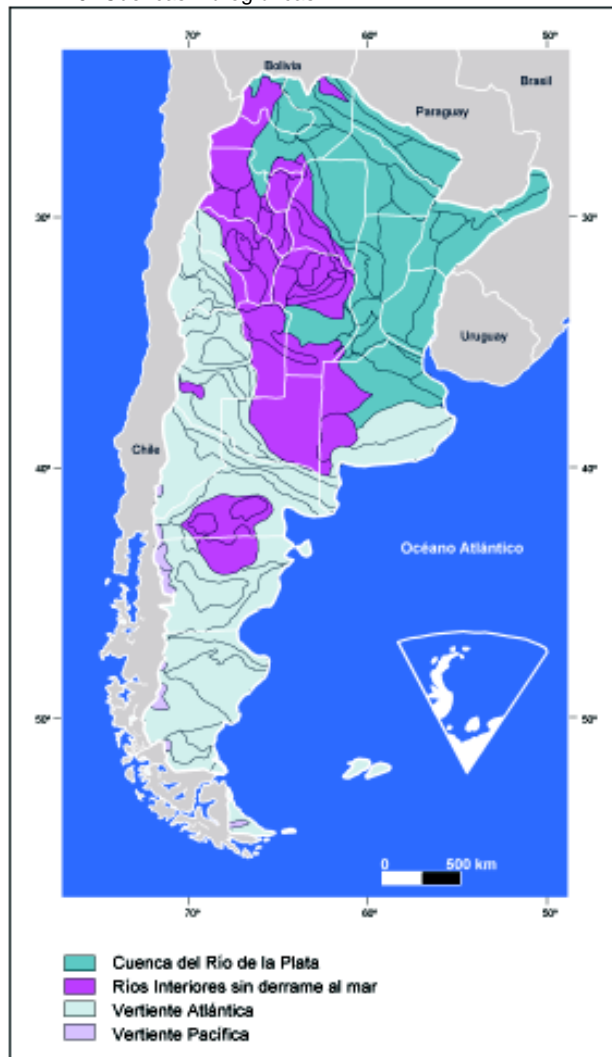 70° 60° 50°
Bolivia
Brasil
Paraguay
30° 30°
Uruguay
Chile
40° 40°
Océano Atlántico
50° 50°
0 500 km
70° 60° 50°
Cuenca del Río de la Plata
Ríos Interiores sin derrame al mar
Vertiente Atlántica
Vertiente Pacífica